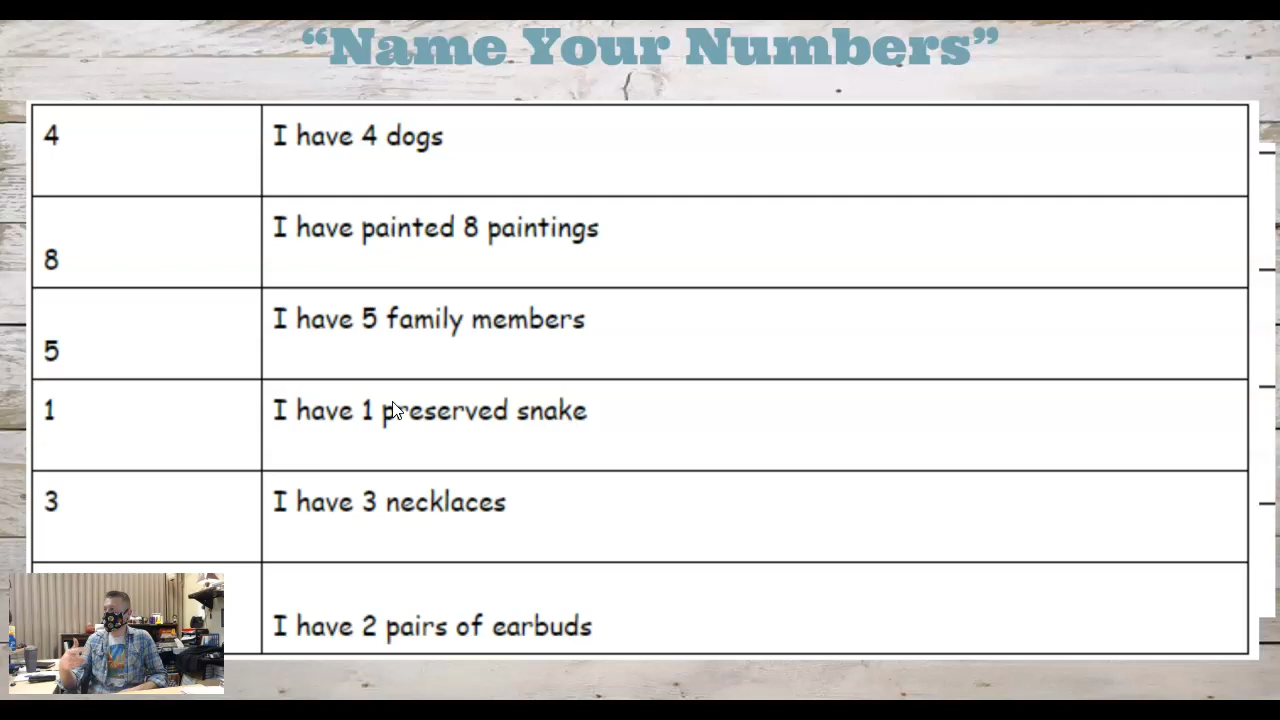 “Name Your Numbers”
4
I have 4 dogs
8
I have painted 8 paintings
5
I have 5 family members
1
I have 1 preserved snake
3
I have 3 necklaces
I have 2 pairs of earbuds